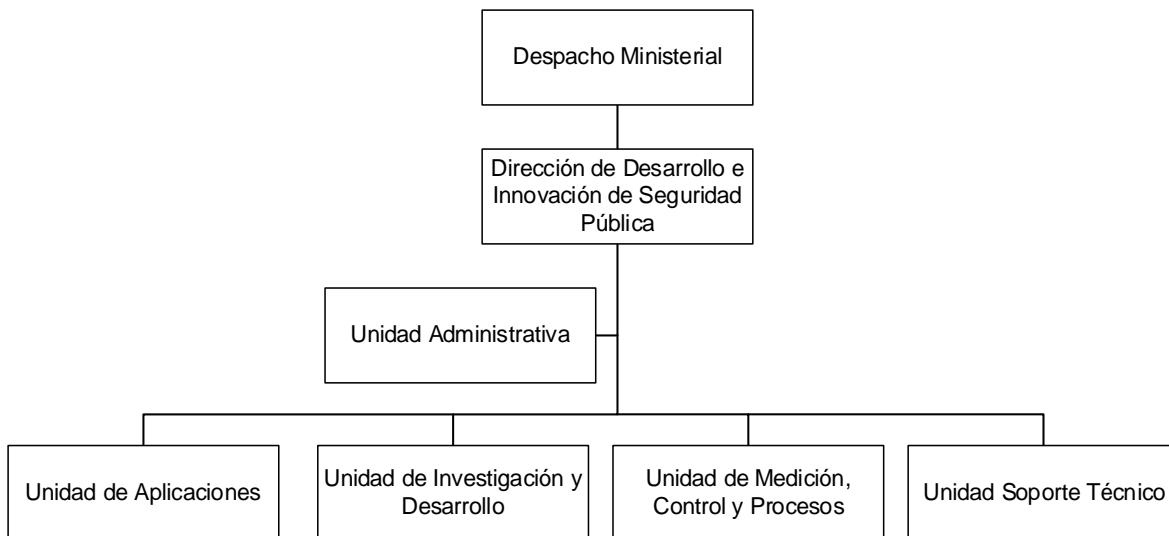 Despacho Ministerial
Dirección de Desarrollo e
Innovación de Seguridad
Pública
Unidad Administrativa
Unidad de Aplicaciones
Unidad de Investigación y
Desarrollo
Unidad de Medición,
Control y Procesos
Unidad Soporte Técnico